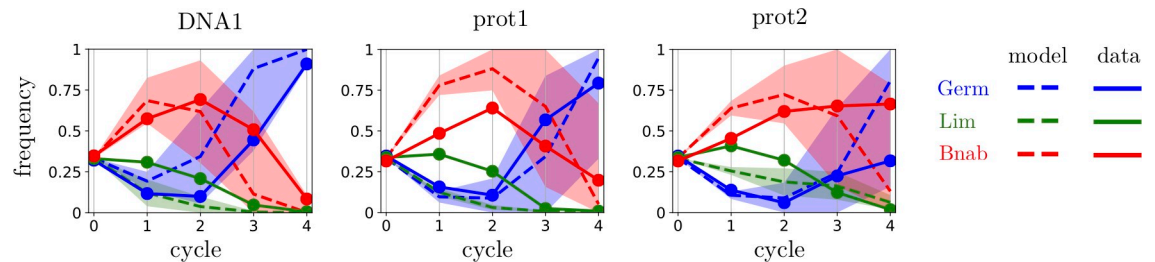 DNA1 prot1 prot2
model data
Germ
Lim
Bnab
frequency
1 0.75 0.5 0.25 0
1 0.75 0.5 0.25 0
1 0.75 0.5 0.25 0
0 1 2 3 4 0 1 2 3 4 0 1 2 3 4
cycle cycle cycle